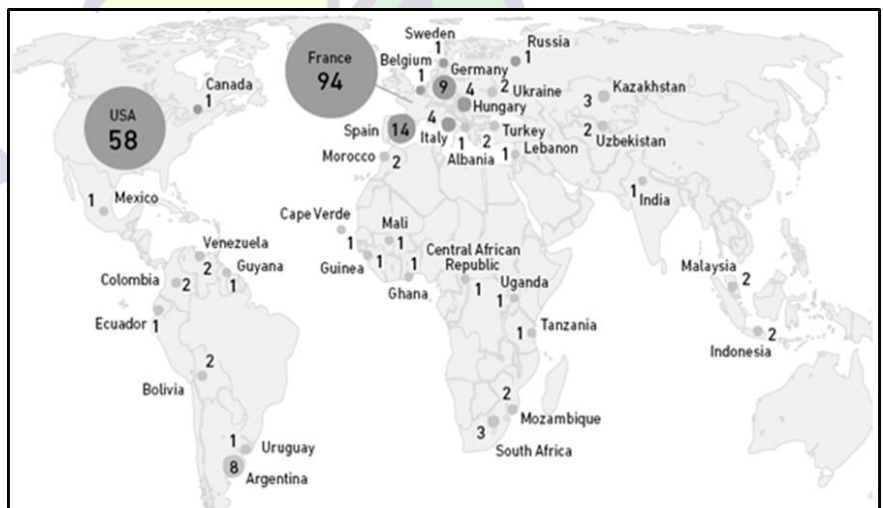 Sweden
1
Russia
1
France
94
Belgium
1
Germany
9
Canada
1
2 Ukraine
Kazakhstan
3
4
Hungary
USA
58
4
Italy
Spain 14
Turkey
2
2
Uzbekistan
1
Albania
1
Lebanon
Morocco
2
1
India
1
Mexico
Cape Verde
1
Mali
1
Central African
Republic
1
Venezuela
2
Guyana
1
Guinea
1
1
Ghana
Uganda
1
Malaysia
2
Colombia
2
Ecuador
1
1
Tanzania
2
Indonesia
2
Bolivia
2
Mozambique
3
South Africa
1
Uruguay
8
Argentina